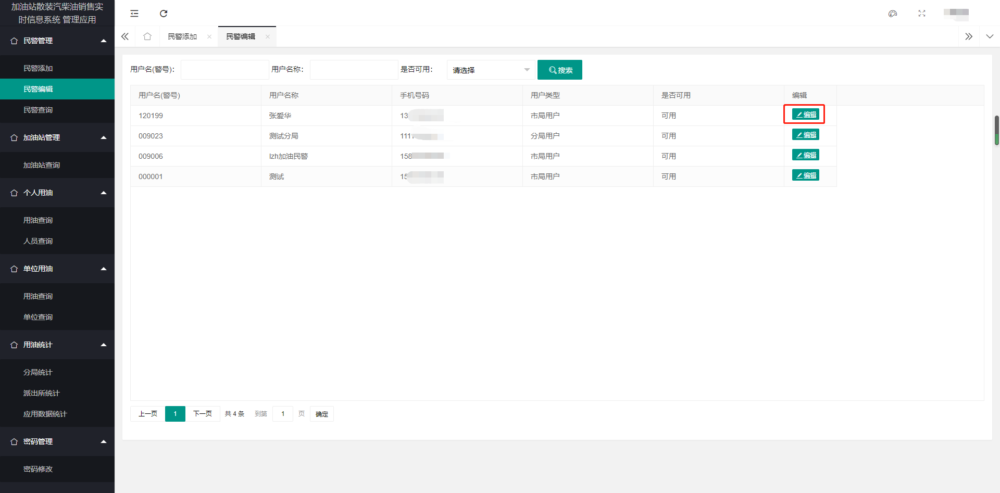 加油站散装汽柴油销售实
时信息系统 管理应用
民警管理
民警添加
民警编辑
民警查询
加油站管理
加油站查询
个人用油
用油查询
人员查询
单位用油
用油查询
单位查询
用油统计
分局统计
派出所统计
应用数据统计
密码管理
密码修改
民警添加
民警编辑
用户名(警号): 用户名称: 是否可用: 请选择 搜索
用户名(警号) 用户名称 手机号码 用户类型 是否可用 编辑
120199 张爱华 13 市局用户 可用 编辑
009023 测试分局 111 分局用户 可用 编辑
009006 lzh加油民警 158 市局用户 可用 编辑
000001 测试 15 市局用户 可用 编辑
上一页 1 下一页 共 4 条 到第 1 页 确定